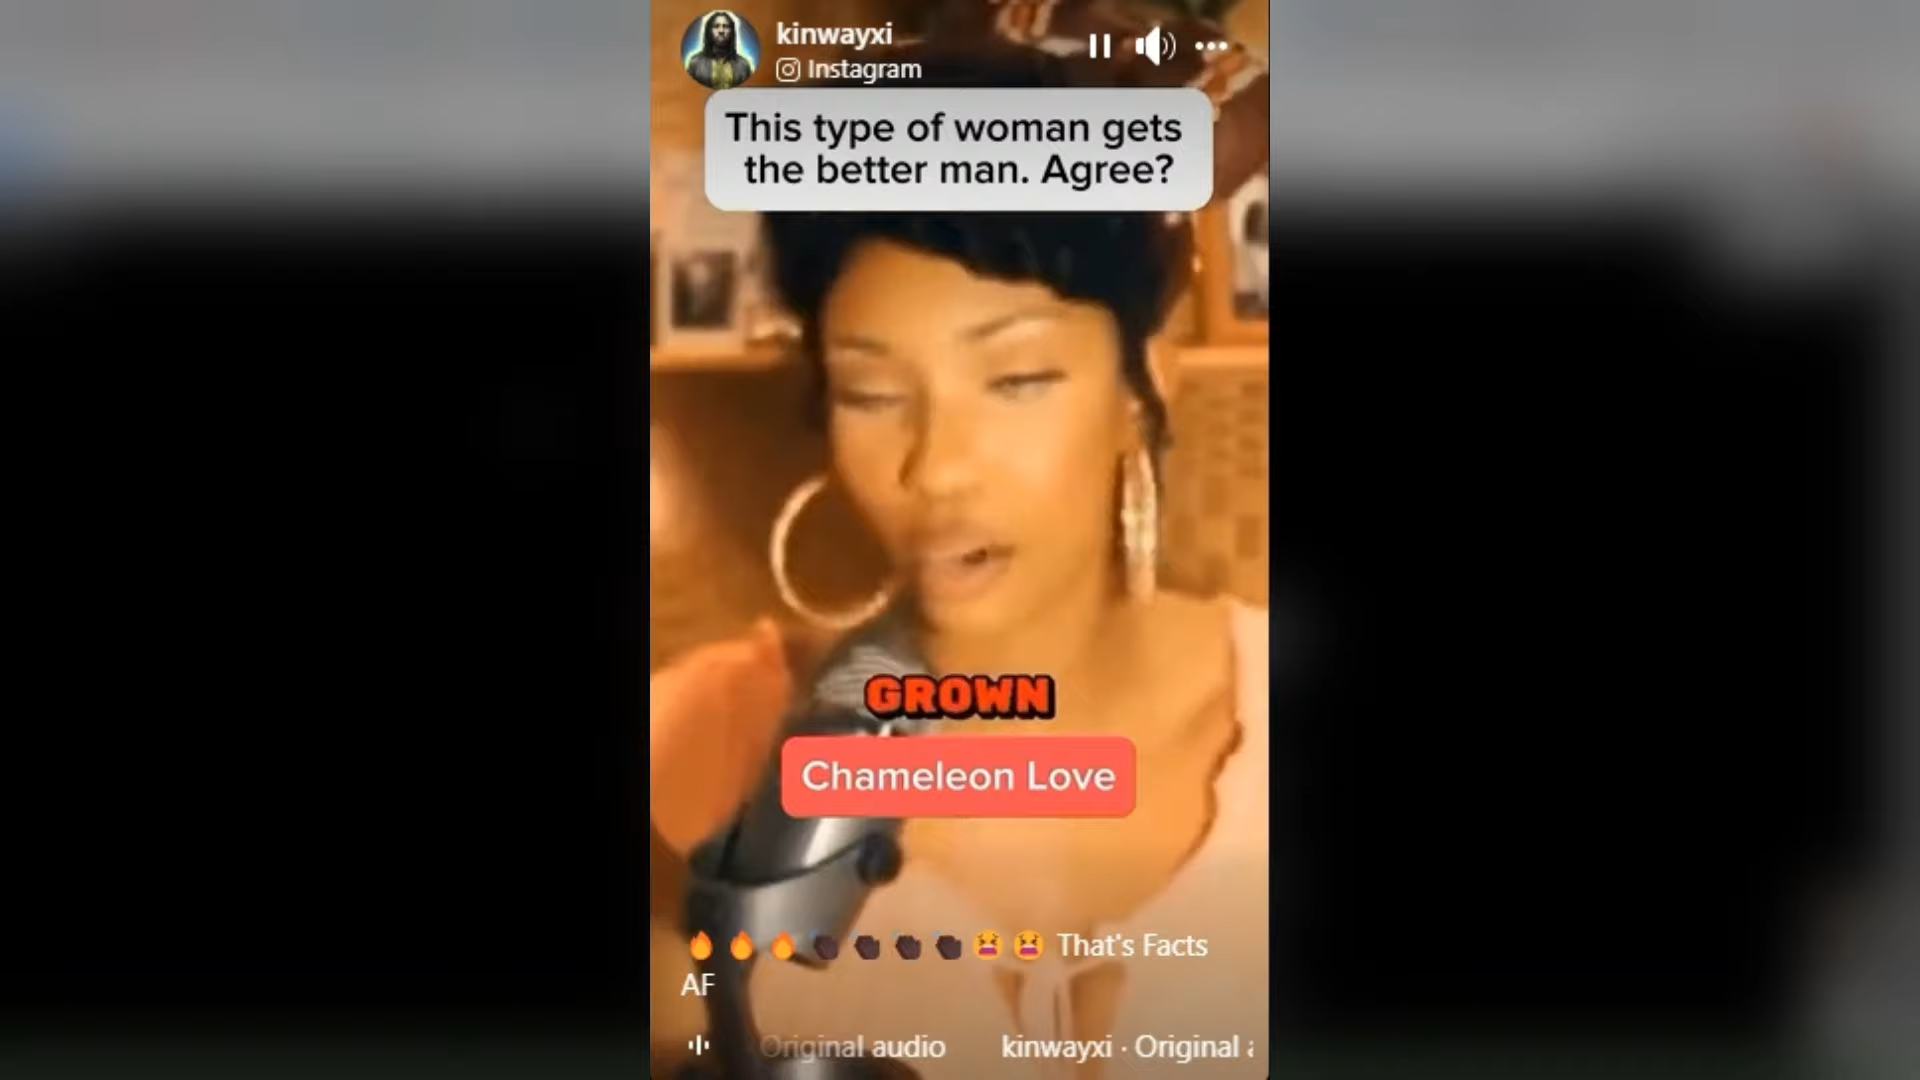 kinwayxi
Instagram
This type of woman gets
the better man. Agree?
GROWN
Chameleon Love
🔥 🔥 🔥 👏🏿 👏🏿 👏🏿 👏🏿 😫 😫 That's Facts
AF
Original audio kinwayxi · Original